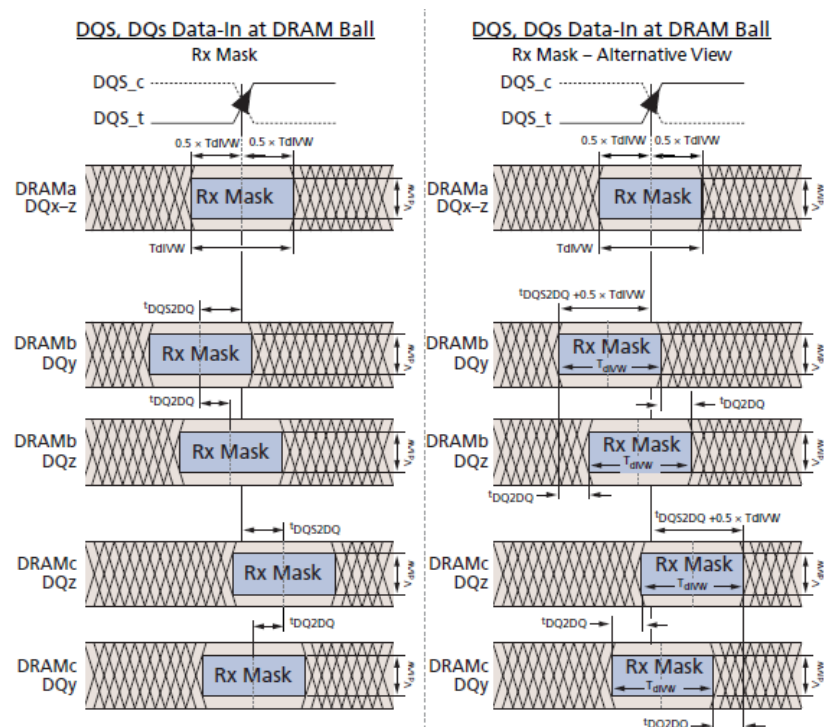 DQS, DQs Data-In at DRAM Ball
Rx Mask
DQS_c
DQS_t
0.5 × TdIVW
0.5 × TdIVW
DRAMa
DQx–z
Rx Mask
VdIVW
TdIVW
tDQS2DQ
DRAMb
DQy
Rx Mask
VdIVW
tDQ2DQ
DRAMb
DQz
Rx Mask
VdIVW
tDQS2DQ
DRAMc
DQz
Rx Mask
VdIVW
tDQ2DQ
DRAMc
DQy
Rx Mask
VdIVW
DQS, DQs Data-In at DRAM Ball
Rx Mask – Alternative View
DQS_c
DQS_t
0.5 × TdIVW
0.5 × TdIVW
DRAMa
DQx–z
Rx Mask
VdIVW
TdIVW
tDQS2DQ +0.5 × TdIVW
DRAMb
DQy
Rx Mask
TdIVW
VdIVW
tDQ2DQ
DRAMb
DQz
Rx Mask
TdIVW
VdIVW
tDQ2DQ
tDQS2DQ +0.5 × TdIVW
DRAMc
DQz
Rx Mask
TdIVW
VdIVW
tDQ2DQ
DRAMc
DQy
Rx Mask
TdIVW
VdIVW
tDQ2DQ